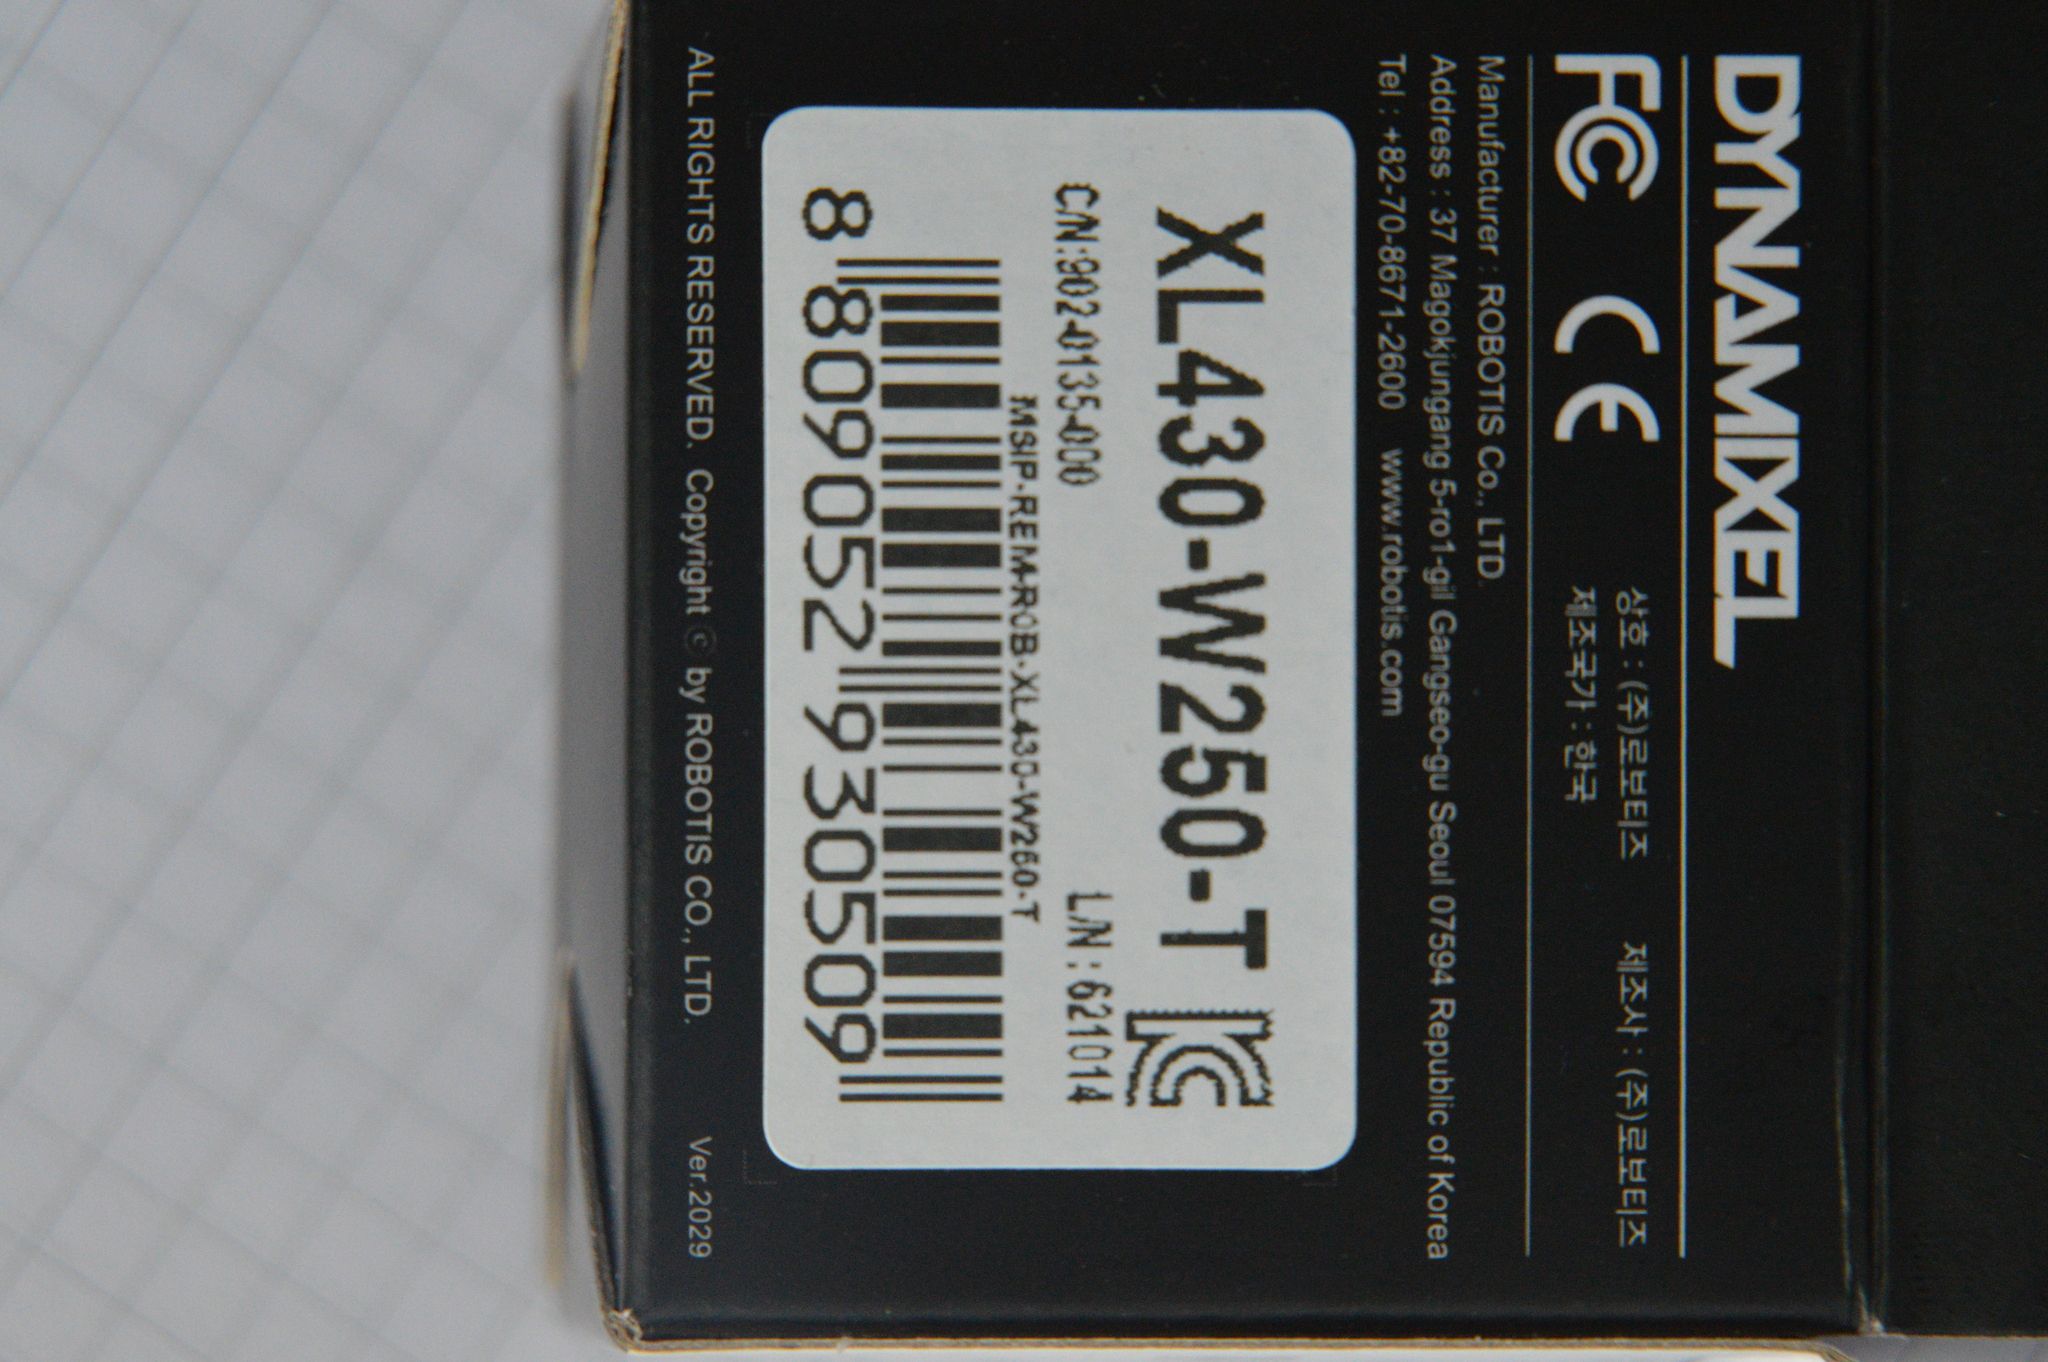 DYNAMIXEL
FC CE
상호 : (주)로보티즈 제조사 : (주)로보티즈
제조국가 : 한국
Manufacturer : ROBOTIS Co., LTD.
Address : 37 Magokjungang 5-ro1-gil Gangseo-gu Seoul 07594 Republic of Korea
Tel : +82-70-8671-2600 www.robotis.com
XL430-W250-T
C/N:902-0135-000 L/N : 621014
MSIP-REM-ROB-XL430-W250-T
8 809052 930509
ALL RIGHTS RESERVED. Copyright ⓒ by ROBOTIS CO., LTD. Ver.2029